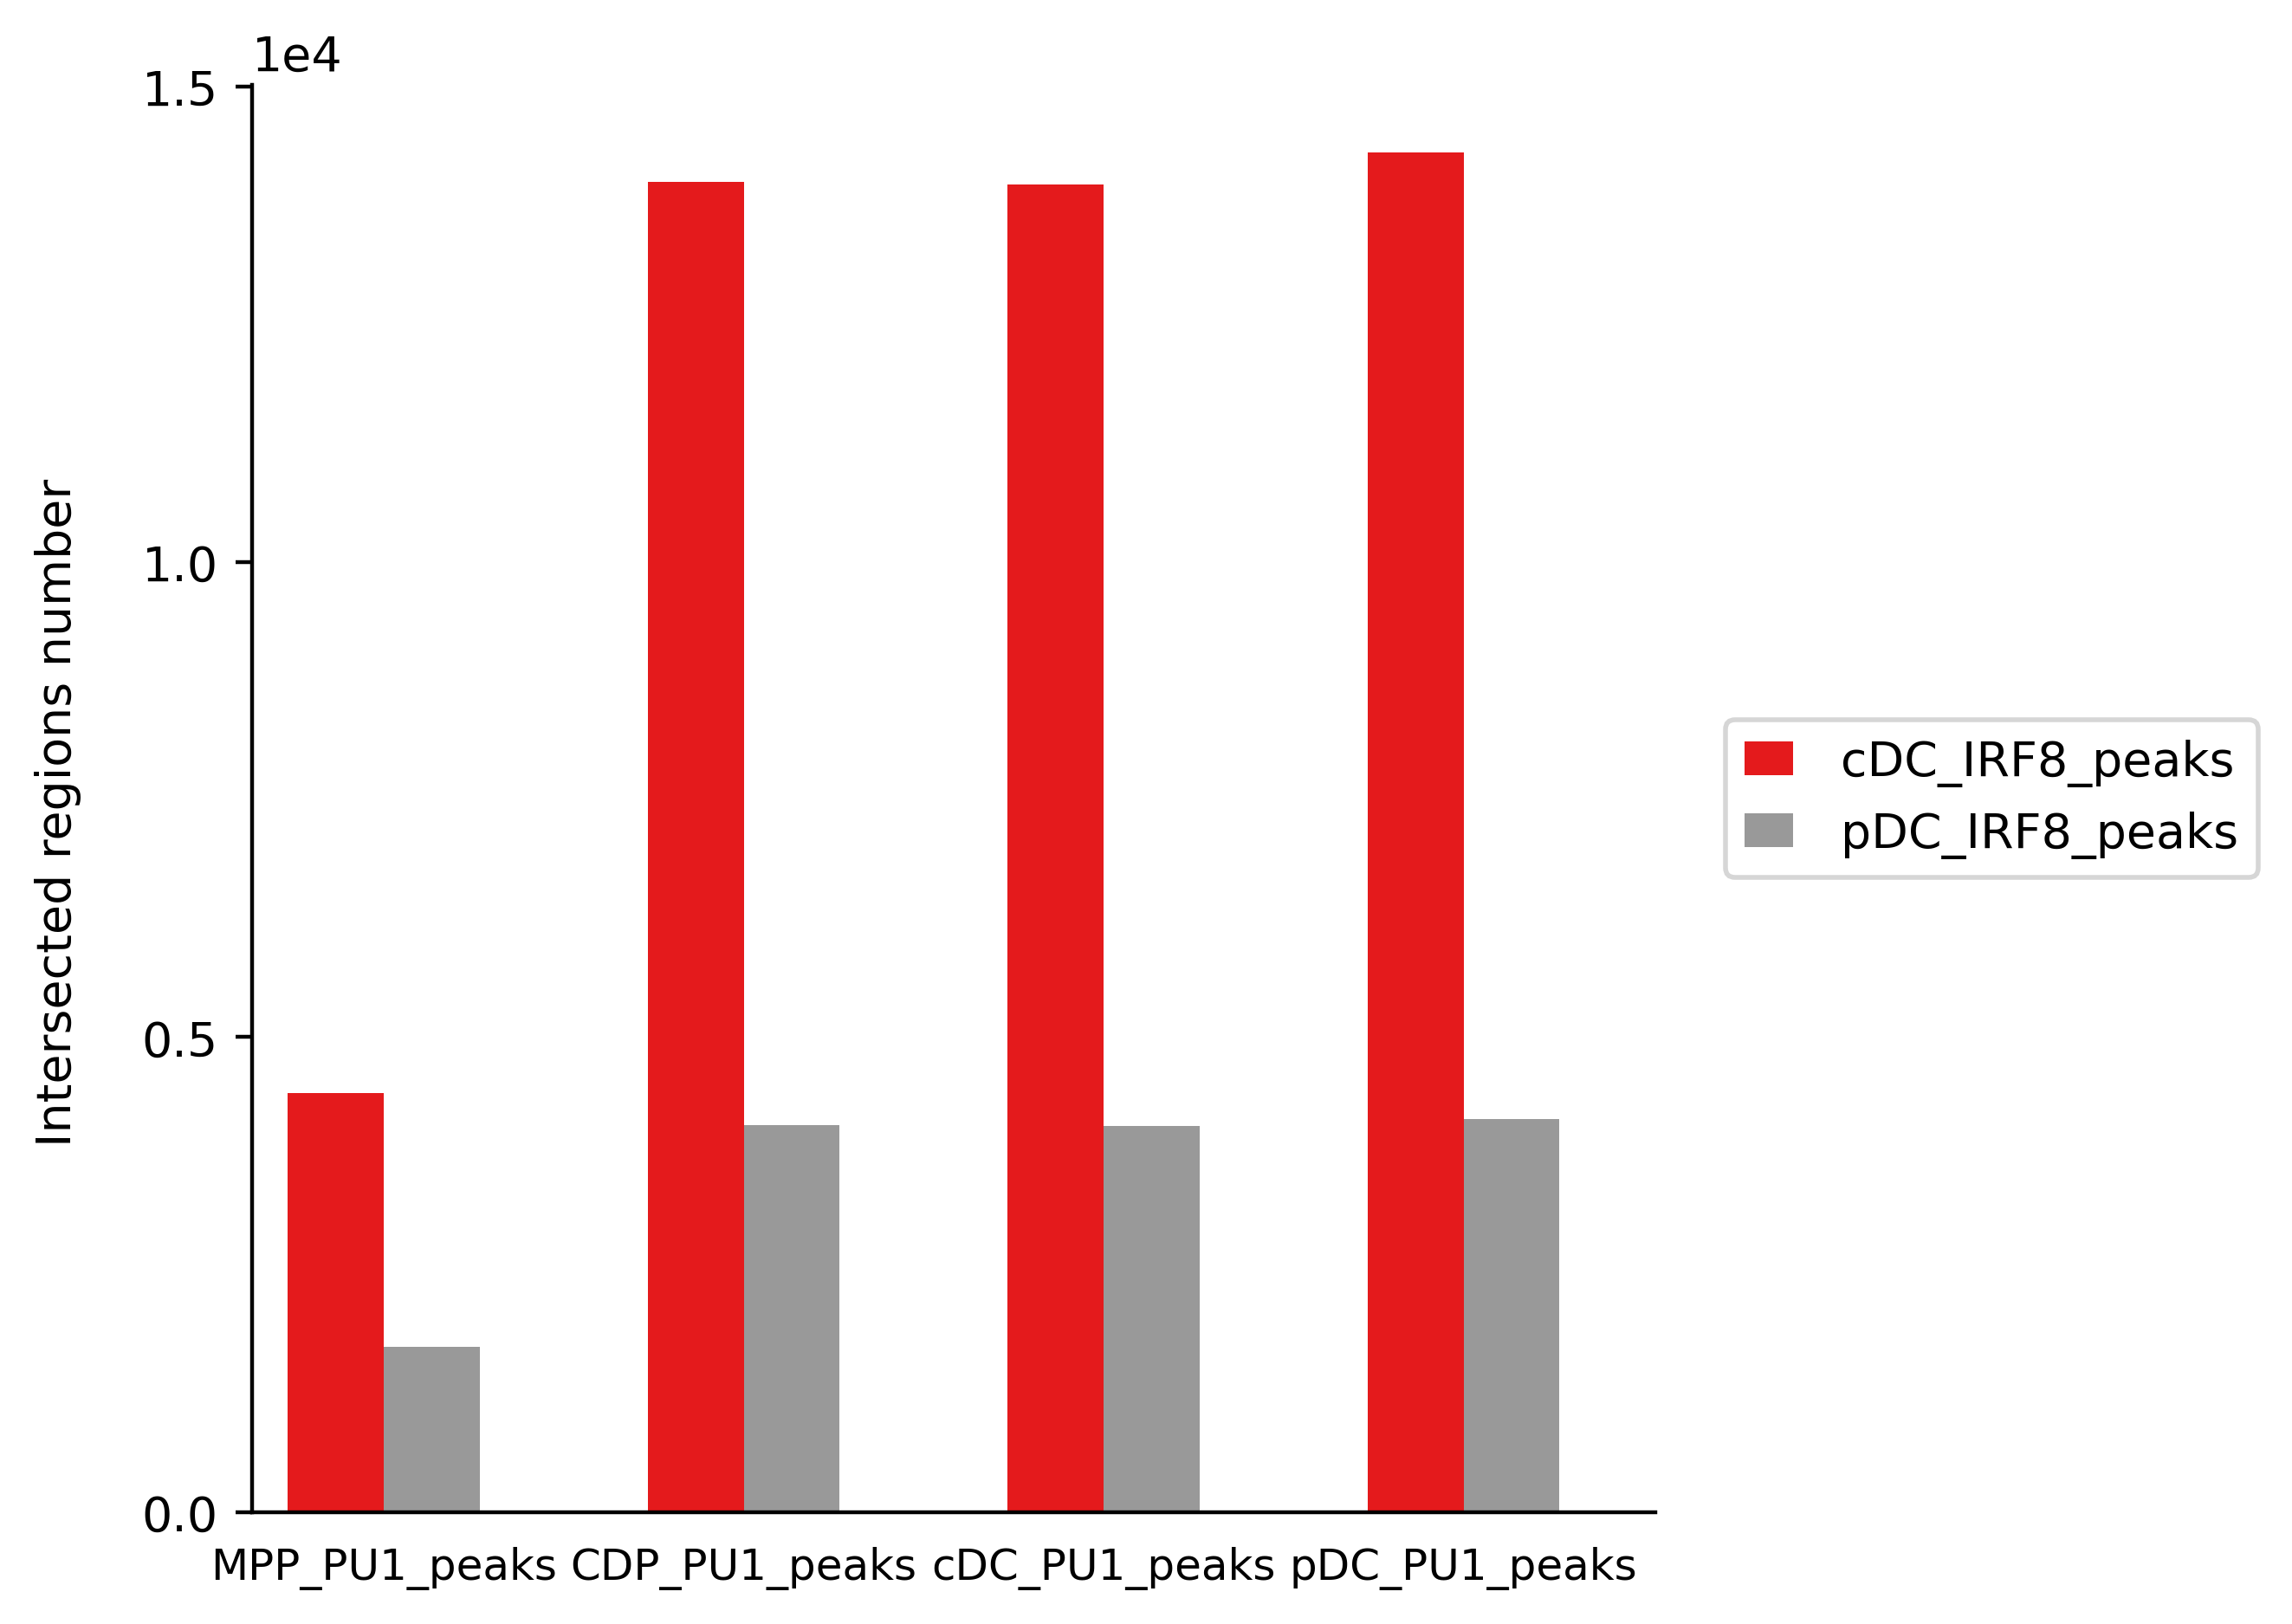 1e4
1.5
1.0
0.5
0.0
Intersected regions number
MPP_PU1_peaks CDP_PU1_peaks cDC_PU1_peaks pDC_PU1_peaks
cDC_IRF8_peaks
pDC_IRF8_peaks